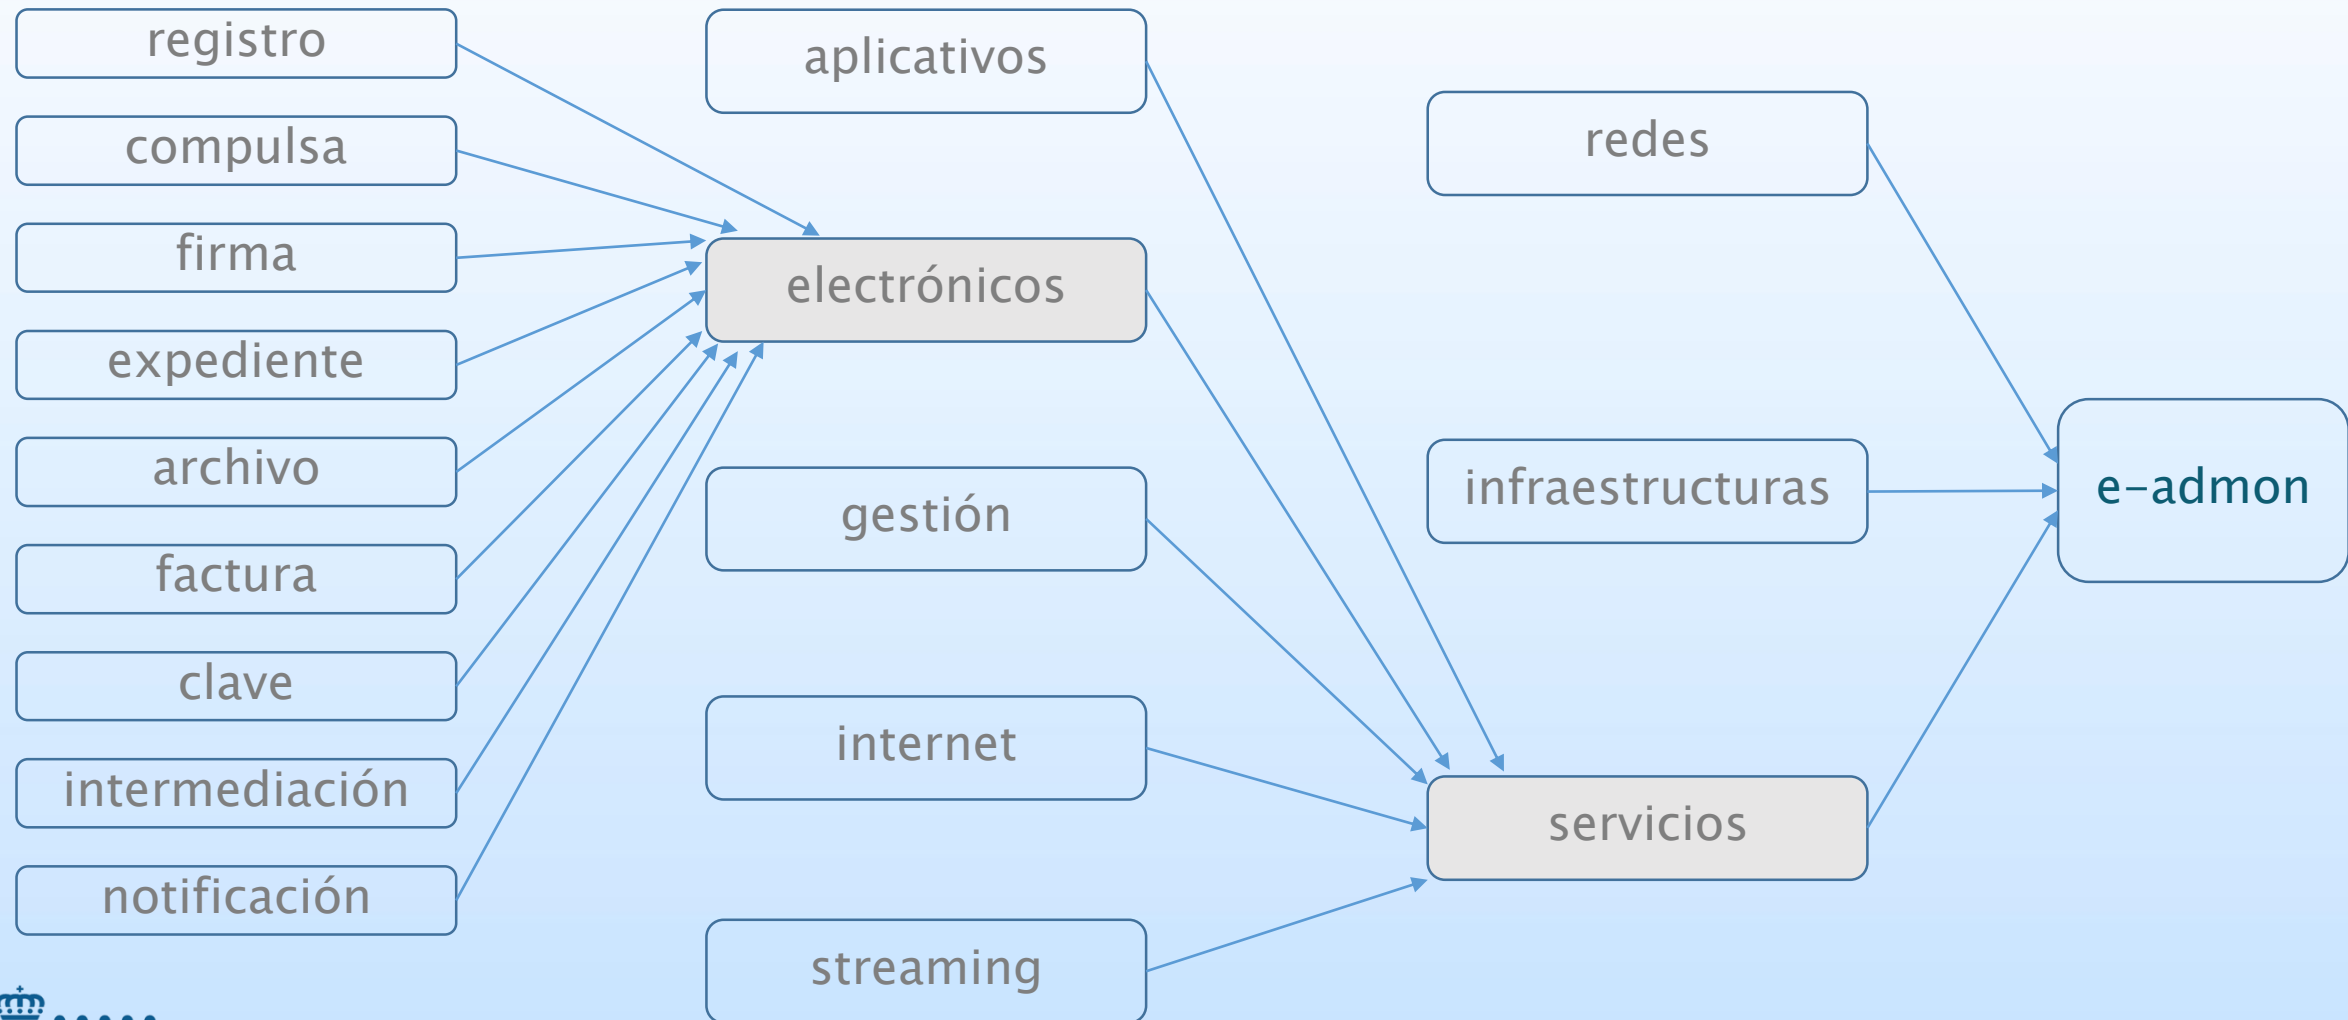 registro
compulsa
firma
expediente
archivo
factura
clave
intermediación
notificación
aplicativos
electrónicos
gestión
internet
streaming
redes
infraestructuras
servicios
e-admon